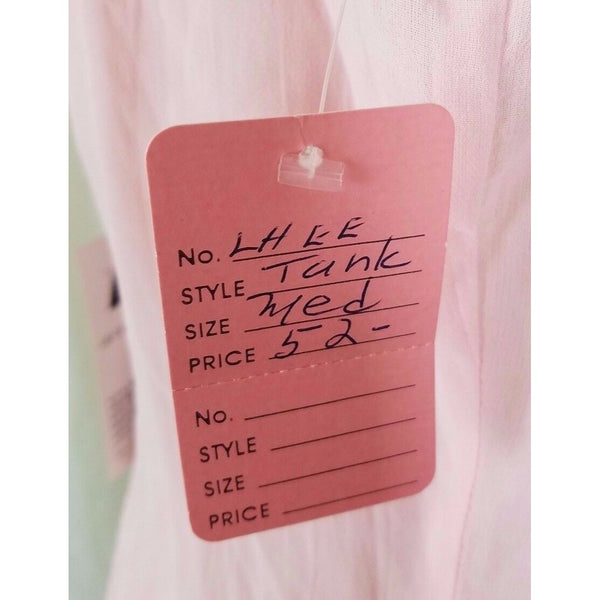 No. LHEE
STYLE Tank
SIZE Med
PRICE 52-
No.
STYLE
SIZE
PRICE